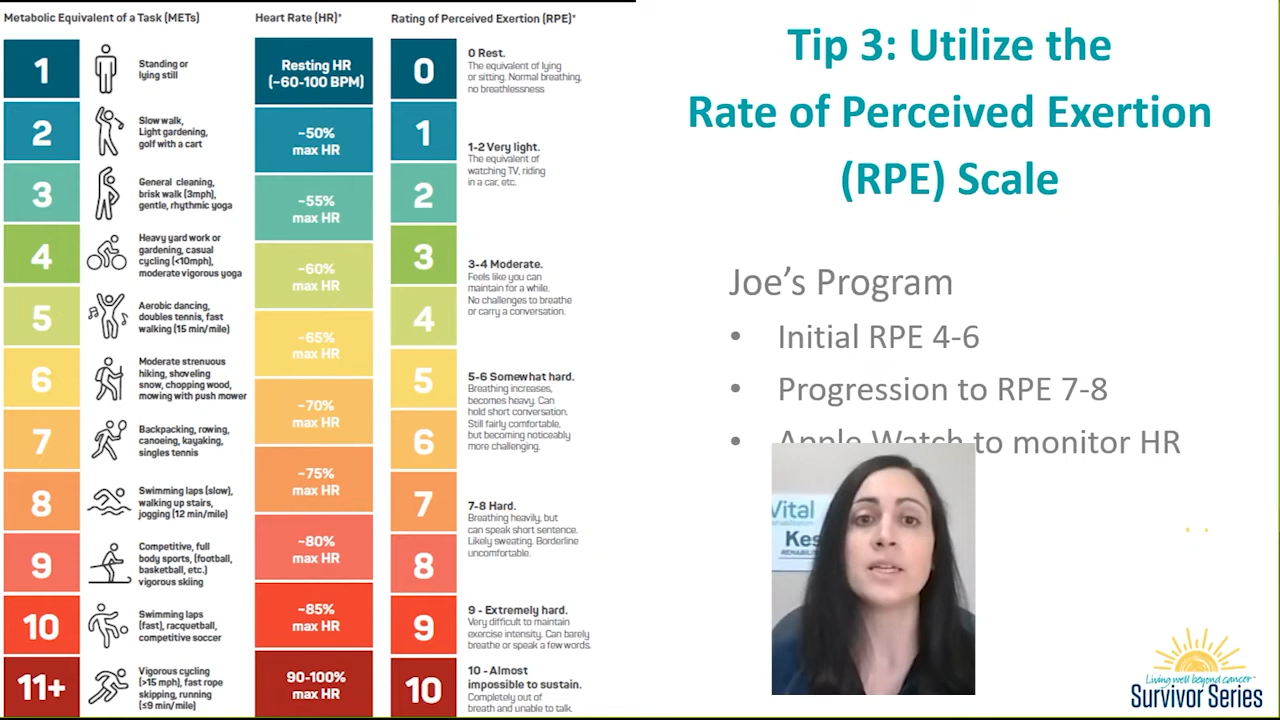 Metabolic Equivalent of a Task (METs)
1
Standing or
lying still
2
Slow walk,
Light gardening,
golf with a cart
3
General cleaning,
brisk walk (3mph),
gentle, rhythmic yoga
4
Heavy yard work or
gardening, casual
cycling (<10mph),
moderate vigorous yoga
5
Aerobic dancing,
doubles tennis, fast
walking (15 min/mile)
6
Moderate strenuous
hiking, shoveling
snow, chopping wood,
mowing with push mower
7
Backpacking, rowing,
canoeing, kayaking,
singles tennis
8
Swimming laps (slow),
walking up stairs,
jogging (12 min/mile)
9
Competitive, full
body sports, (football,
basketball, etc.)
vigorous skiing
10
Swimming laps
(fast), racquetball,
competitive soccer
11+
Vigorous cycling
(>15 mph), fast rope
skipping, running
(≤9 min/mile)
Heart Rate (HR)*
Resting HR
(~60-100 BPM)
~50%
max HR
~55%
max HR
~60%
max HR
~65%
max HR
~70%
max HR
~75%
max HR
~80%
max HR
~85%
max HR
90-100%
max HR
Rating of Perceived Exertion (RPE)*
0
0 Rest.
The equivalent of lying
or sitting. Normal breathing,
no breathlessness
1
2
1-2 Very light.
The equivalent of
watching TV, riding
in a car, etc.
3
4
3-4 Moderate.
Feels like you can
maintain for a while.
No challenges to breathe
or carry a conversation.
5
6
5-6 Somewhat hard.
Breathing increases,
becomes heavy. Can
hold short conversation.
Still fairly comfortable,
but becoming noticeably
more challenging.
7
8
7-8 Hard.
Breathing heavily, but
can speak short sentence.
Likely sweating. Borderline
uncomfortable.
9
9 - Extremely hard.
Very difficult to maintain
exercise intensity. Can barely
breathe or speak a few words.
10
10 - Almost
impossible to sustain.
Completely out of
breath and unable to talk.
Tip 3: Utilize the
Rate of Perceived Exertion
(RPE) Scale
Joe's Program
• Initial RPE 4-6
• Progression to RPE 7-8
• Apple Watch to monitor HR
Vital
Kes
Living well beyond cancer™
Survivor Series